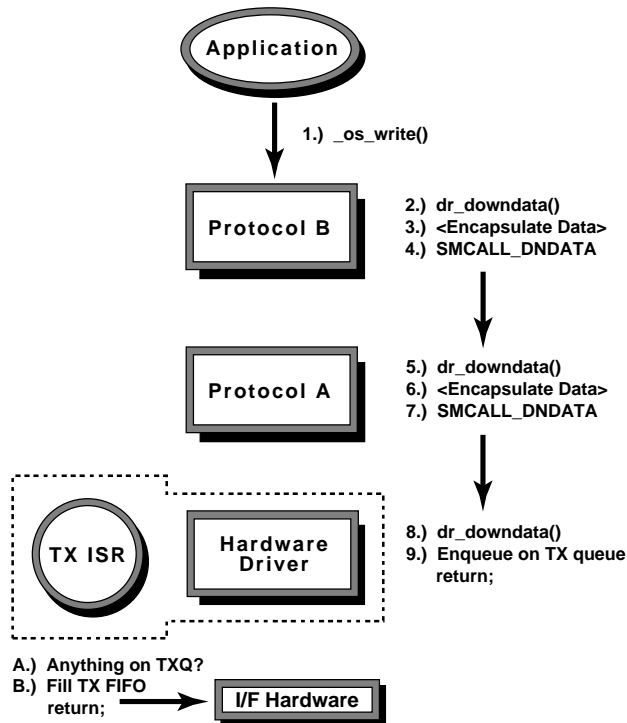 Application
1.) _os_write()
Protocol B
2.) dr_downdata()
3.) <Encapsulate Data>
4.) SMCALL_DNDATA
Protocol A
5.) dr_downdata()
6.) <Encapsulate Data>
7.) SMCALL_DNDATA
TX ISR
Hardware
Driver
8.) dr_downdata()
9.) Enqueue on TX queue
return;
A.) Anything on TXQ?
B.) Fill TX FIFO
return;
I/F Hardware